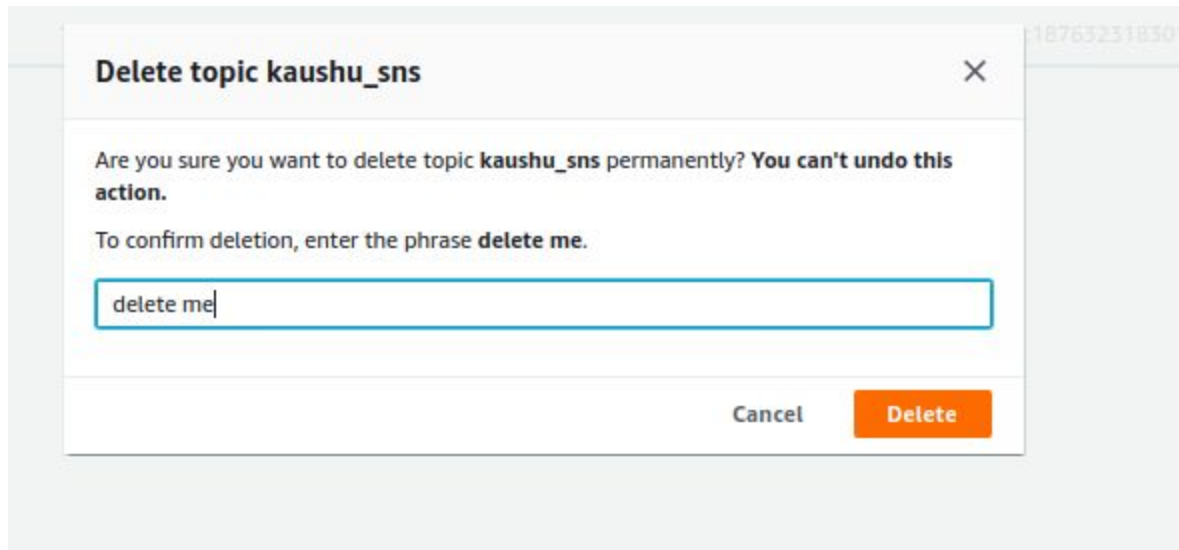 :18763231830
Delete topic kaushu_sns
Are you sure you want to delete topic kaushu_sns permanently? You can't undo this
action.
To confirm deletion, enter the phrase delete me.
delete me
Cancel Delete